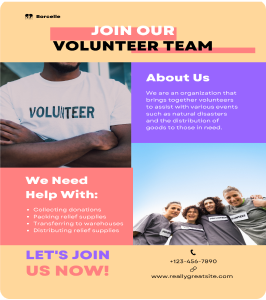 Borcelle
JOIN OUR
VOLUNTEER TEAM
VOLUNTEER
About Us
We are an organization that
brings together volunteers
to assist with various events
such as natural disasters
and the distribution of
goods to those in need.
We Need
Help With:
• Collecting donations
• Packing relief supplies
• Transferring to warehouses
• Distributing relief supplies
LET'S JOIN
US NOW!
+123-456-7890
www.reallygreatsite.com